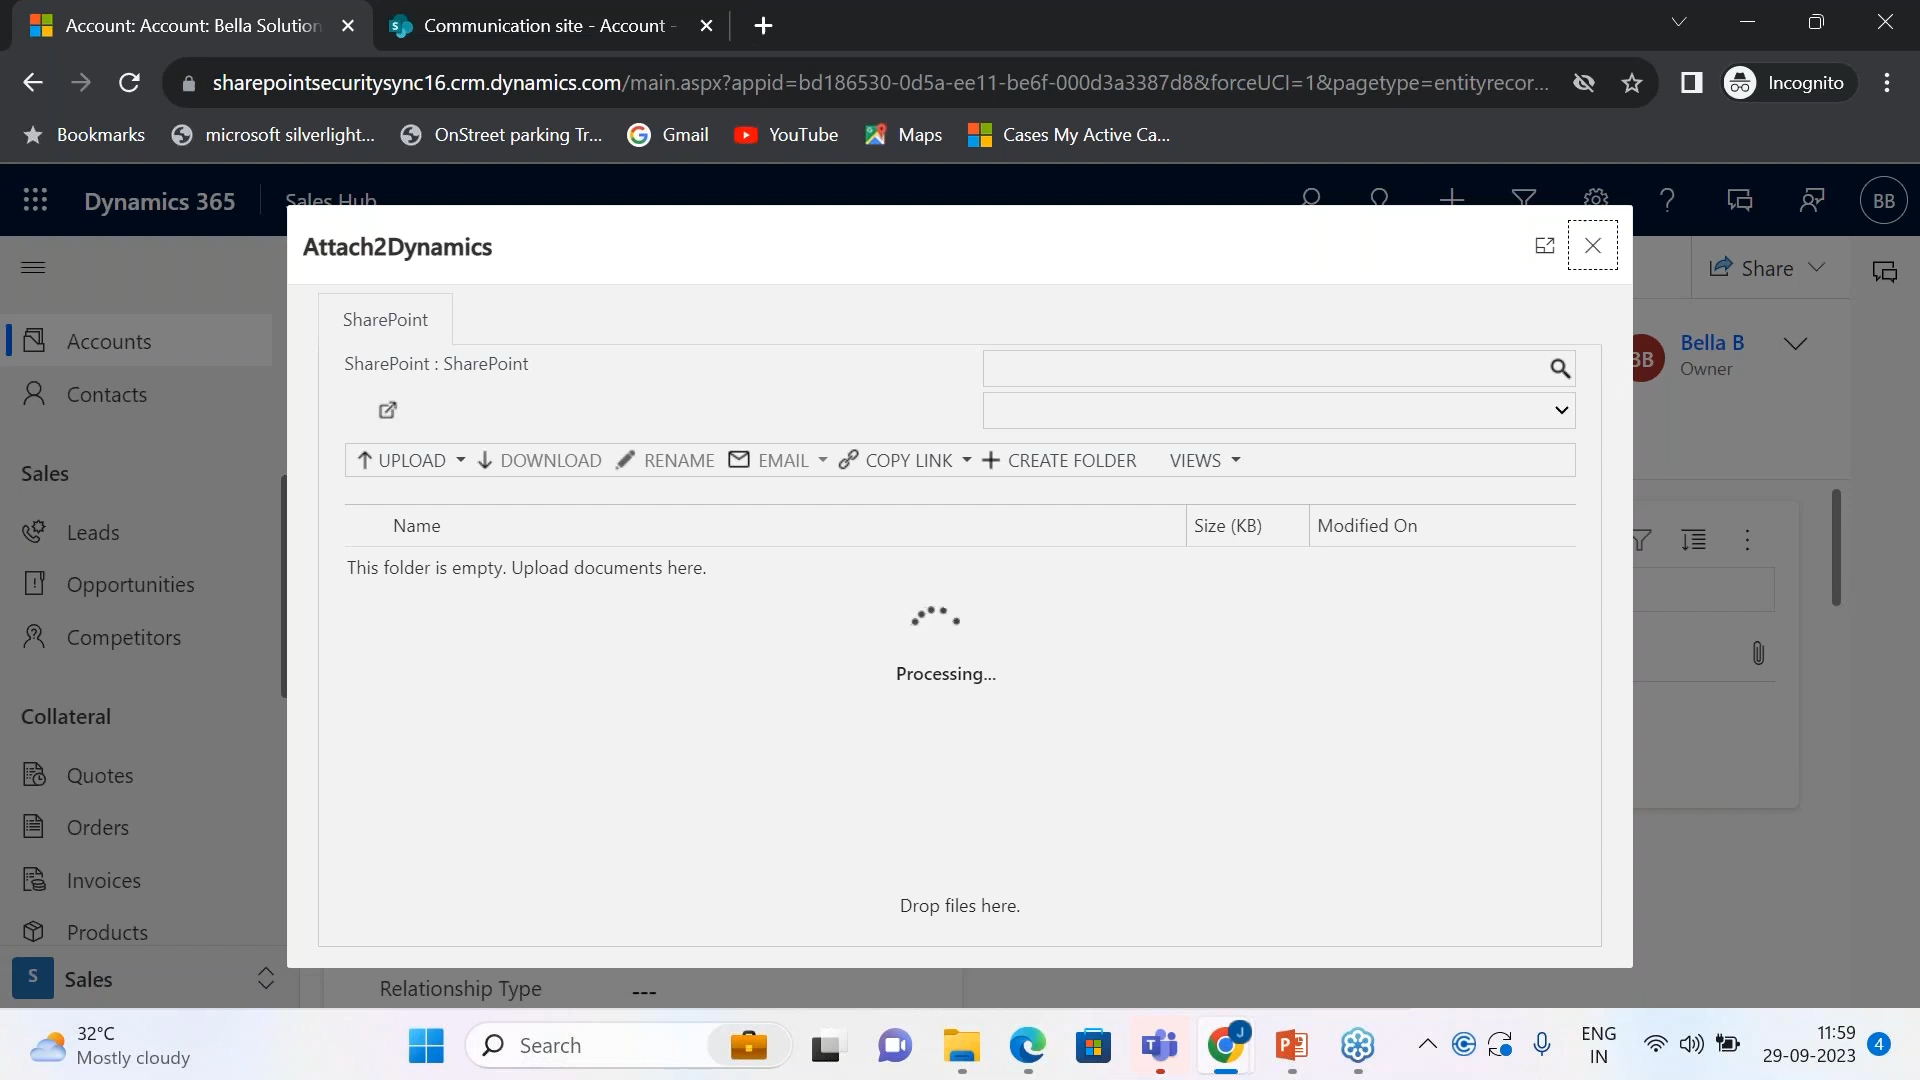 Account: Account: Bella Solution
Communication site - Account -
sharepointsecuritysync16.crm.dynamics.com/main.aspx?appid=bd186530-0d5a-ee11-be6f-000d3a3387d8&forceUCI=1&pagetype=entityrecor...
Incognito
Bookmarks
microsoft silverlight...
OnStreet parking Tr...
Gmail
YouTube
Maps
Cases My Active Ca...
Dynamics 365
Sales Hub
BB
Attach2Dynamics
Share
SharePoint
Accounts
SharePoint : SharePoint
BB
Bella B
Owner
Contacts
UPLOAD
DOWNLOAD
RENAME
EMAIL
COPY LINK
CREATE FOLDER
VIEWS
Sales
Name
Size (KB)
Modified On
Leads
This folder is empty. Upload documents here.
Opportunities
Competitors
Processing...
Collateral
Quotes
Orders
Invoices
Drop files here.
Products
S
Sales
Relationship Type
---
32°C
Mostly cloudy
Search
J
ENG
IN
11:59
29-09-2023
4